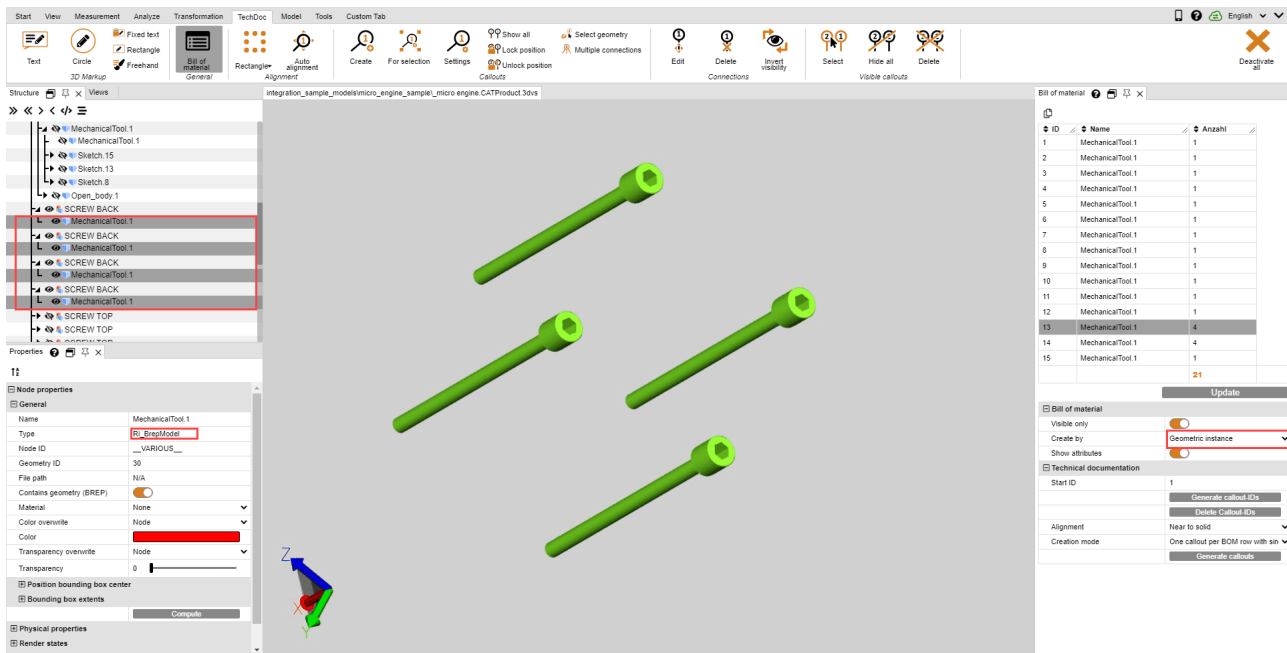 Start View Measurement Analyze Transformation TechDoc Model Tools Custom Tab English
Text
Circle
Fixed text
Rectangle
Freehand
3D Markup
Bill of material
General
Rectangle
Auto alignment
Alignment
Create
For selection
Settings
Show all
Lock position
Unlock position
Select geometry
Multiple connections
Callouts
Edit
Delete
Invert visibility
Connections
Select
Hide all
Delete
Visible callouts
Deactivate all
Structure Views
MechanicalTool.1
MechanicalTool.1
Sketch.15
Sketch.13
Sketch.8
Open_body.1
SCREW BACK
MechanicalTool.1
SCREW BACK
MechanicalTool.1
SCREW BACK
MechanicalTool.1
SCREW BACK
MechanicalTool.1
SCREW TOP
SCREW TOP
Properties
Node properties
General
Name MechanicalTool.1
Type RI_BrepModel
Node ID __VARIOUS__
Geometry ID 30
File path N/A
Contains geometry (BREP)
Material None
Color overwrite Node
Color
Transparency overwrite Node
Transparency 0
Position bounding box center
Bounding box extents
Compute
Physical properties
Render states
integration_sample_models\micro_engine_sample\_micro engine.CATProduct.3dvs
Z
X
Y
Bill of material
ID Name Anzahl
1 MechanicalTool.1 1
2 MechanicalTool.1 1
3 MechanicalTool.1 1
4 MechanicalTool.1 1
5 MechanicalTool.1 1
6 MechanicalTool.1 1
7 MechanicalTool.1 1
8 MechanicalTool.1 1
9 MechanicalTool.1 1
10 MechanicalTool.1 1
11 MechanicalTool.1 1
12 MechanicalTool.1 1
13 MechanicalTool.1 4
14 MechanicalTool.1 4
15 MechanicalTool.1 1
21
Update
Bill of material
Visible only
Create by Geometric instance
Show attributes
Technical documentation
Start ID 1
Generate callout-IDs
Delete Callout-IDs
Alignment Near to solid
Creation mode One callout per BOM row with sin
Generate callouts